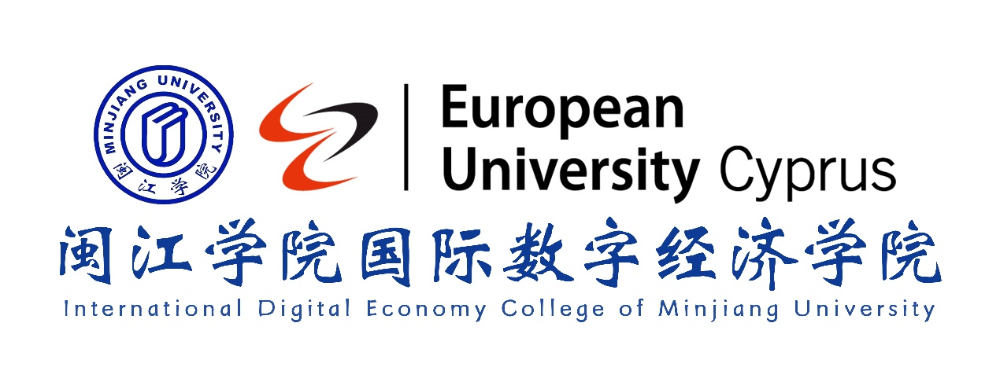 MINJIANG UNIVERSITY
闽江学院
European
University Cyprus
闽江学院国际数字经济学院
International Digital Economy College of Minjiang University